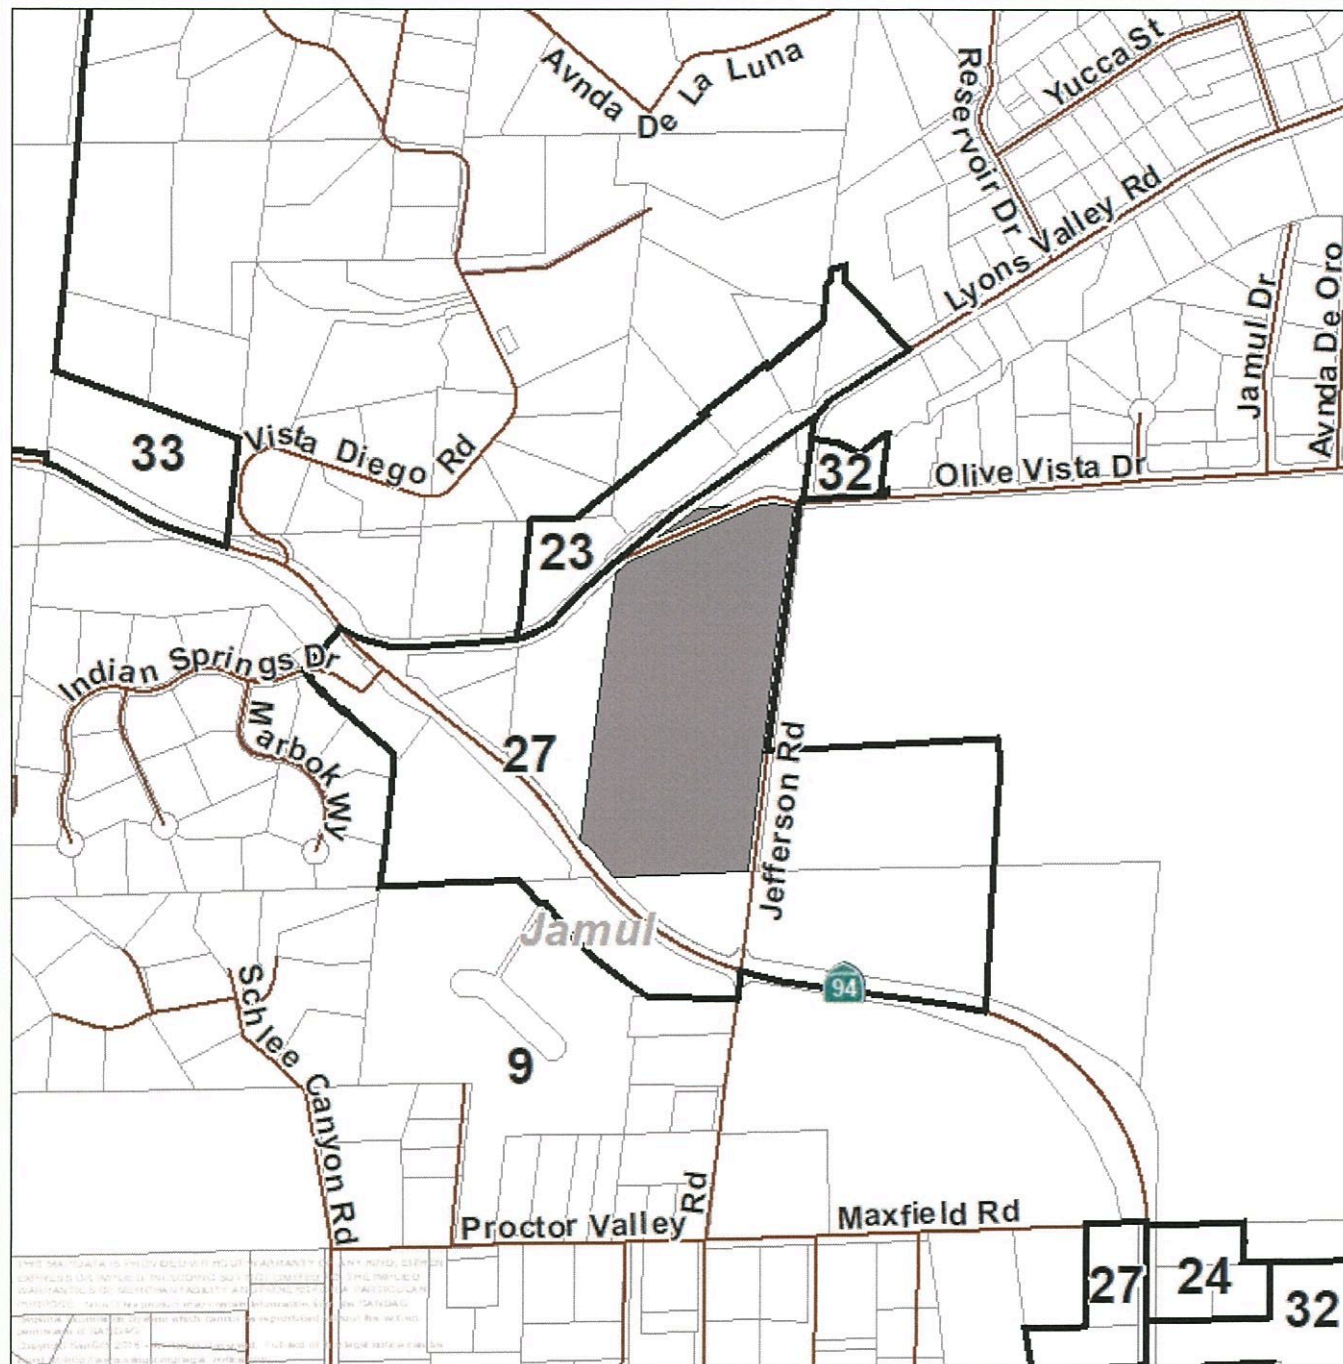 Avnda De La Luna
Reservoir Dr
Yucca St
Lyons Valley Rd
Jamul Dr
Avnda De Oro
33
Vista Diego Rd
32
Olive Vista Dr
23
Indian Springs Dr
Marbok Wy
27
Jefferson Rd
Jamul
94
Schlee Canyon Rd
9
Proctor Valley Rd
Maxfield Rd
27
24
32